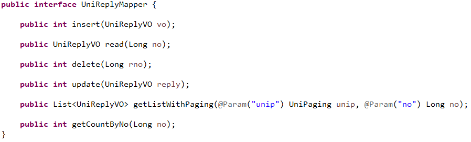 public interface UniReplyMapper {
public int insert(UniReplyVO vo);
public UniReplyVO read(Long no);
public int delete(Long rno);
public int update(UniReplyVO reply);
public List<UniReplyVO> getListWithPaging(@Param("unip") UniPaging unip, @Param("no") Long no);
public int getCountByNo(Long no);
}